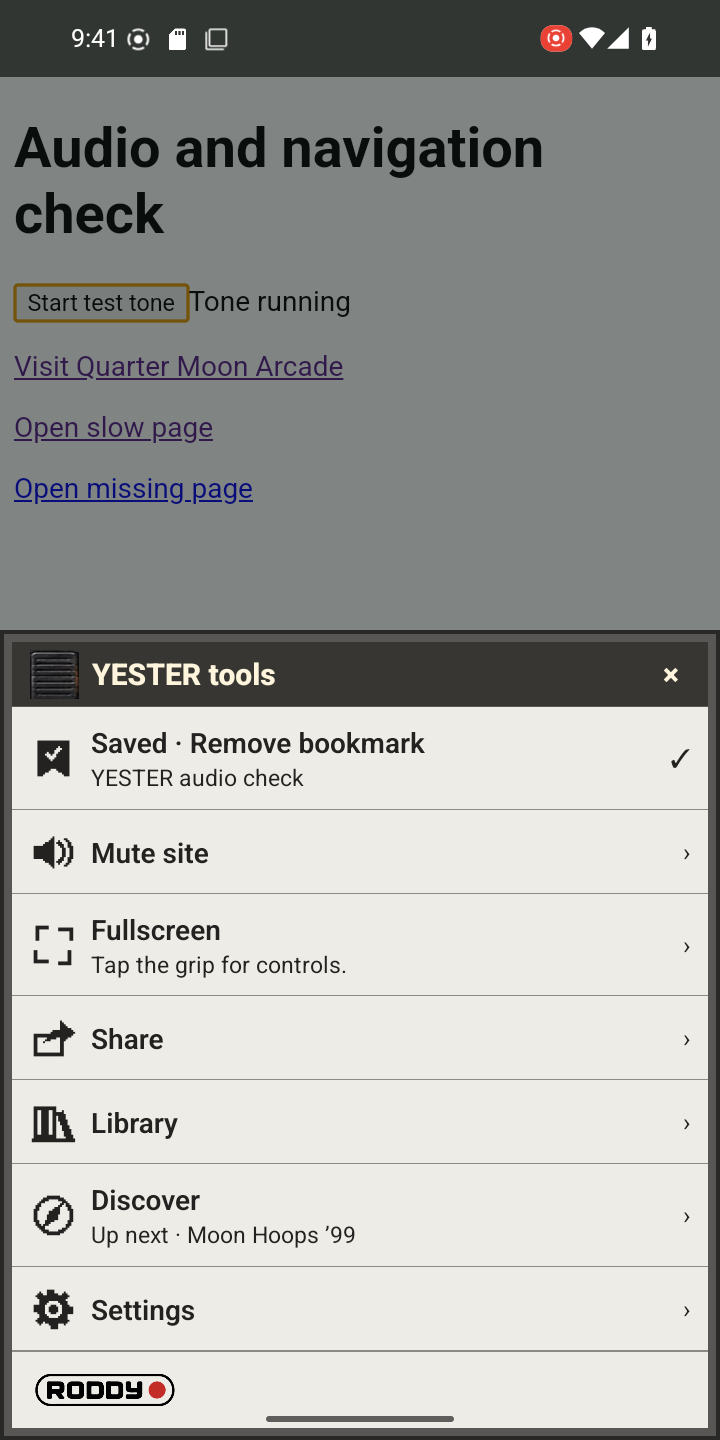 9:41
Audio and navigation
check
Start test tone Tone running
Visit Quarter Moon Arcade
Open slow page
Open missing page
YESTER tools ×
Saved · Remove bookmark ✓
YESTER audio check
Mute site ›
Fullscreen ›
Tap the grip for controls.
Share ›
Library ›
Discover ›
Up next · Moon Hoops ’99
Settings ›
RODDY